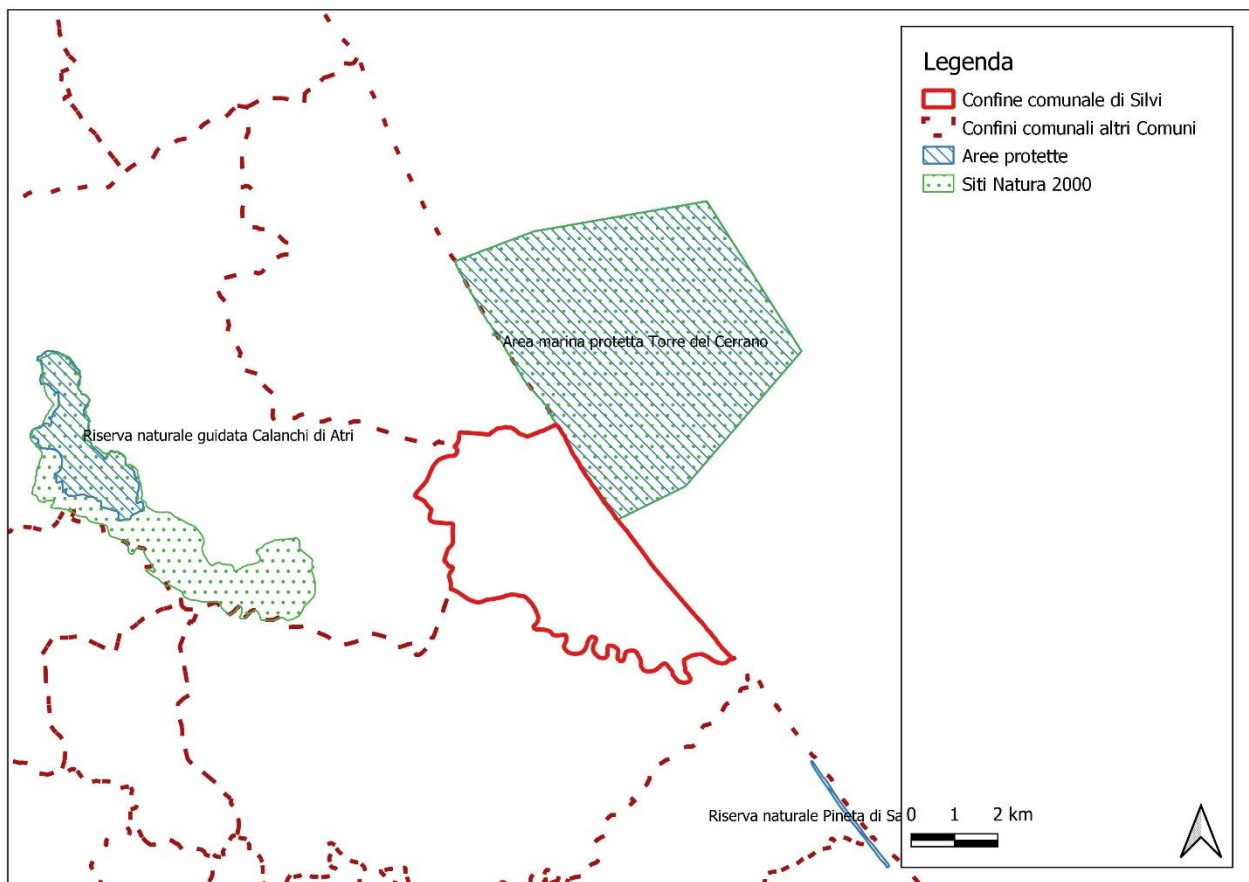 Legenda
Confine comunale di Silvi
Confini comunali altri Comuni
Aree protette
Siti Natura 2000
Area marina protetta Torre del Cerrano
Riserva naturale guidata Calanchi di Atri
Riserva naturale Pineta di Sa
0 1 2 km